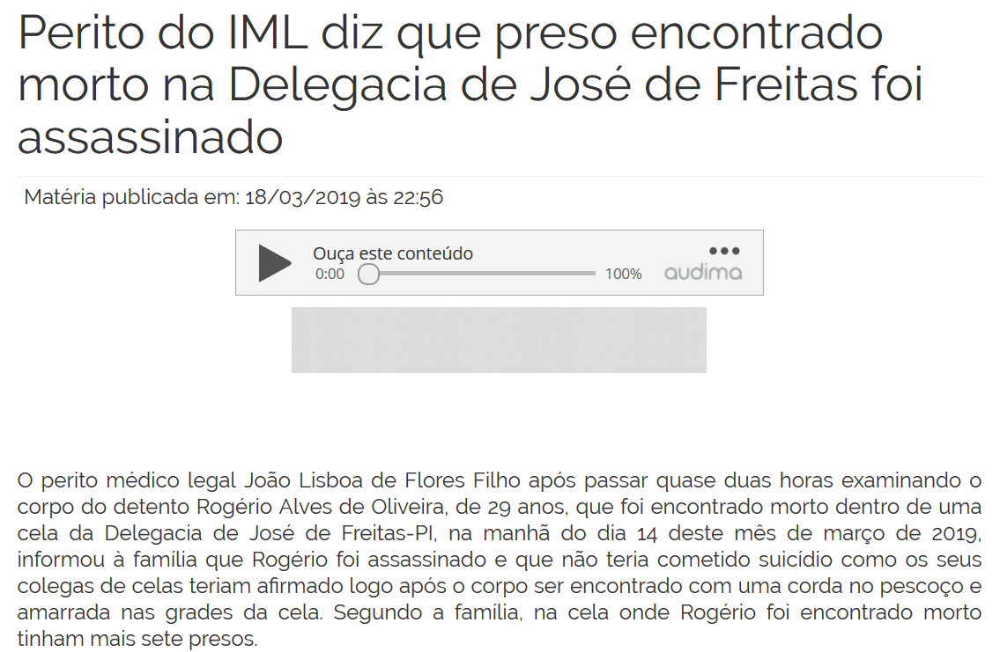 Perito do IML diz que preso encontrado
morto na Delegacia de José de Freitas foi
assassinado
Matéria publicada em: 18/03/2019 às 22:56
Ouça este conteúdo
0:00 100% audima
O perito médico legal João Lisboa de Flores Filho após passar quase duas horas examinando o
corpo do detento Rogério Alves de Oliveira, de 29 anos, que foi encontrado morto dentro de uma
cela da Delegacia de José de Freitas-PI, na manhã do dia 14 deste mês de março de 2019,
informou à família que Rogério foi assassinado e que não teria cometido suicídio como os seus
colegas de celas teriam afirmado logo após o corpo ser encontrado com uma corda no pescoço e
amarrada nas grades da cela. Segundo a família, na cela onde Rogério foi encontrado morto
tinham mais sete presos.